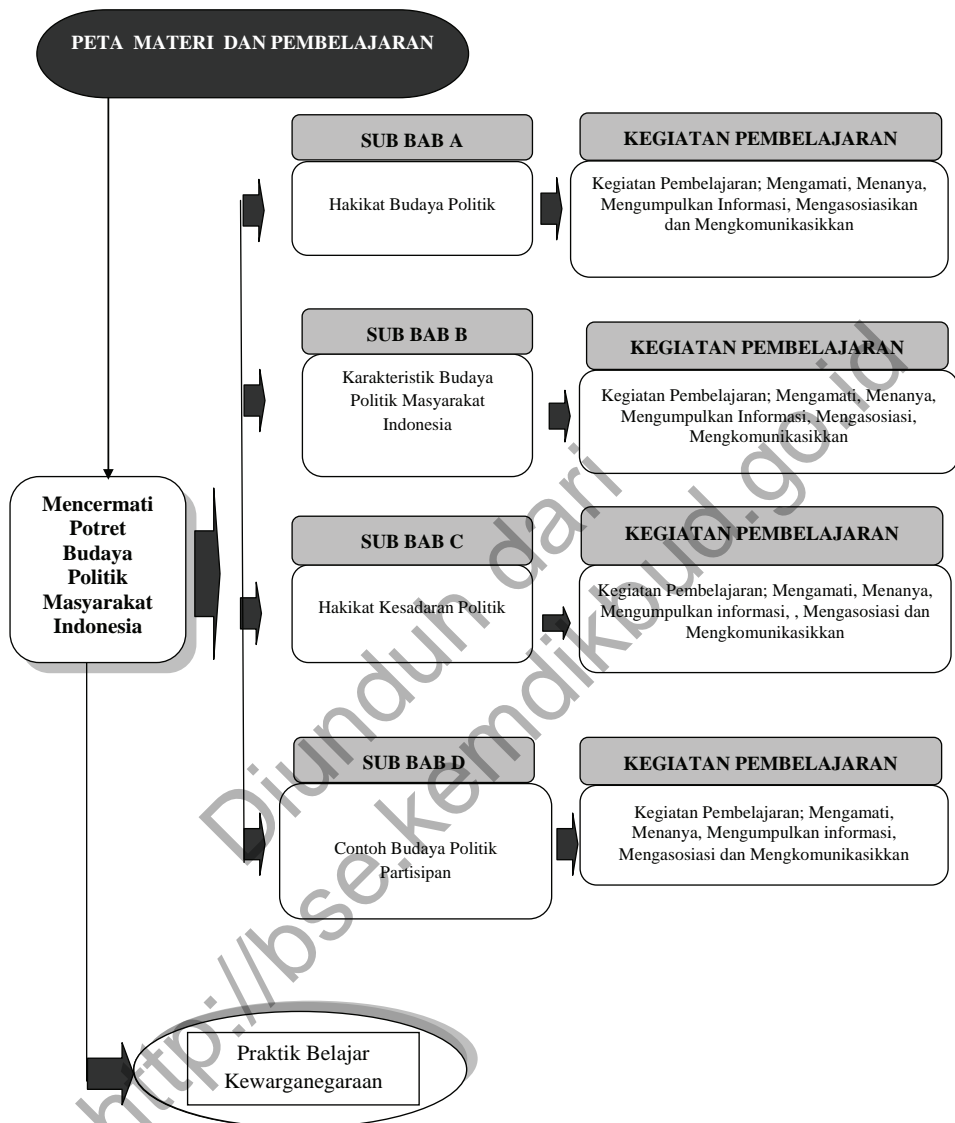 PETA MATERI DAN PEMBELAJARAN
SUB BAB A
Hakikat Budaya Politik
KEGIATAN PEMBELAJARAN
Kegiatan Pembelajaran; Mengamati, Menanya,
Mengumpulkan Informasi, Mengasosiasikan
dan Mengkomunikasikkan
SUB BAB B
Karakteristik Budaya
Politik Masyarakat
Indonesia
KEGIATAN PEMBELAJARAN
Kegiatan Pembelajaran; Mengamati, Menanya,
Mengumpulkan Informasi, Mengasosiasi,
Mengkomunikasikkan
Mencermati
Potret
Budaya
Politik
Masyarakat
Indonesia
SUB BAB C
Hakikat Kesadaran Politik
KEGIATAN PEMBELAJARAN
Kegiatan Pembelajaran; Mengamati, Menanya,
Mengumpulkan informasi, , Mengasosiasi dan
Mengkomunikasikkan
SUB BAB D
Contoh Budaya Politik
Partisipan
KEGIATAN PEMBELAJARAN
Kegiatan Pembelajaran; Mengamati,
Menanya, Mengumpulkan informasi,
Mengasosiasi dan Mengkomunikasikkan
Praktik Belajar
Kewarganegaraan
Diunduh dari
http://bse.kemdikbud.go.id